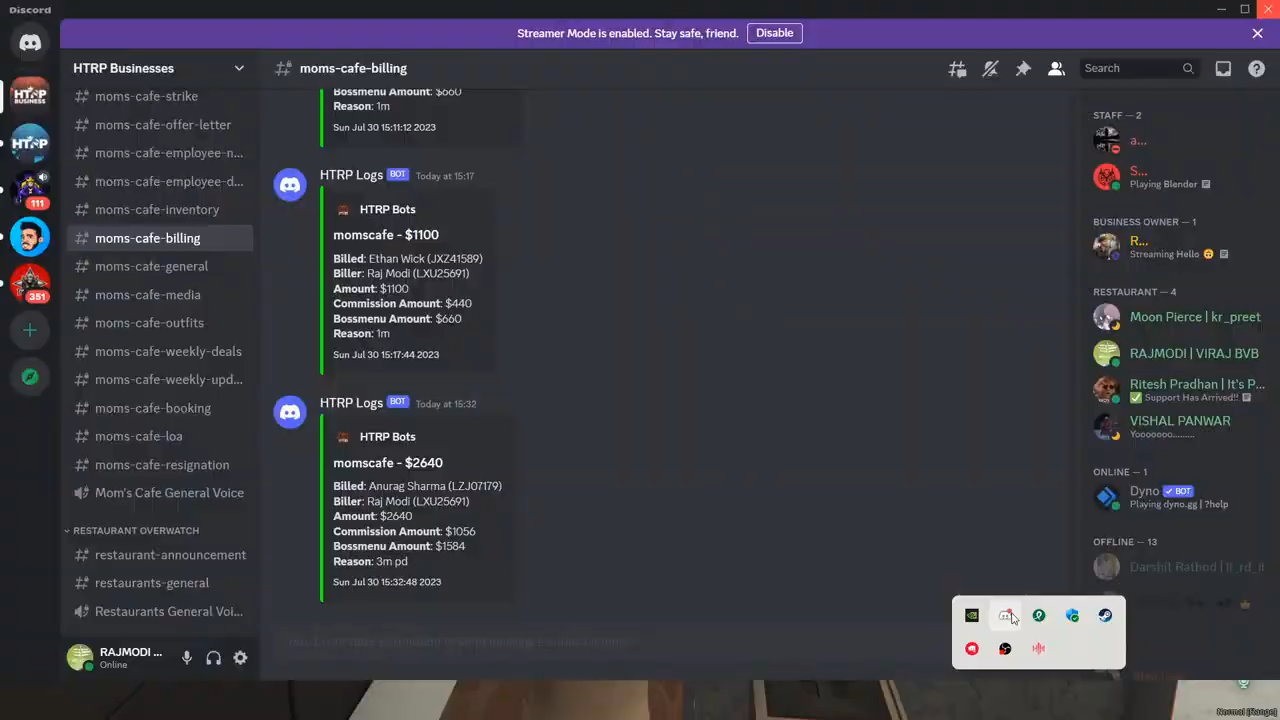 Discord
Streamer Mode is enabled. Stay safe, friend.
Disable
HTRP Businesses
moms-cafe-strike
moms-cafe-offer-letter
moms-cafe-employee-n...
moms-cafe-employee-d...
moms-cafe-inventory
moms-cafe-billing
moms-cafe-general
moms-cafe-media
moms-cafe-outfits
moms-cafe-weekly-deals
moms-cafe-weekly-upd...
moms-cafe-booking
moms-cafe-loa
moms-cafe-resignation
Mom's Cafe General Voice
RESTAURANT OVERWATCH
restaurant-announcement
restaurants-general
Restaurants General Voi...
RAJMODI ...
Online
HTRP
BUSINESS
HTRP
111
351
moms-cafe-billing
Search
Bossmenu Amount: $660
Reason: 1m
Sun Jul 30 15:11:12 2023
HTRP Logs BOT Today at 15:17
HTRP Bots
momscafe - $1100
Billed: Ethan Wick (JXZ41589)
Biller: Raj Modi (LXU25691)
Amount: $1100
Commission Amount: $440
Bossmenu Amount: $660
Reason: 1m
Sun Jul 30 15:17:44 2023
HTRP Logs BOT Today at 15:32
HTRP Bots
momscafe - $2640
Billed: Anurag Sharma (LZJ07179)
Biller: Raj Modi (LXU25691)
Amount: $2640
Commission Amount: $1056
Bossmenu Amount: $1584
Reason: 3m pd
Sun Jul 30 15:32:48 2023
STAFF — 2
a...
S...
Playing Blender
BUSINESS OWNER — 1
R...
Streaming Hello
RESTAURANT — 4
Moon Pierce | kr_preet
RAJMODI | VIRAJ BVB
Ritesh Pradhan | It's P...
Support Has Arrived!!
VISHAL PANWAR
Yooooooo.........
ONLINE — 1
Dyno BOT
Playing dyno.gg | ?help
OFFLINE — 13
Normal [Range]